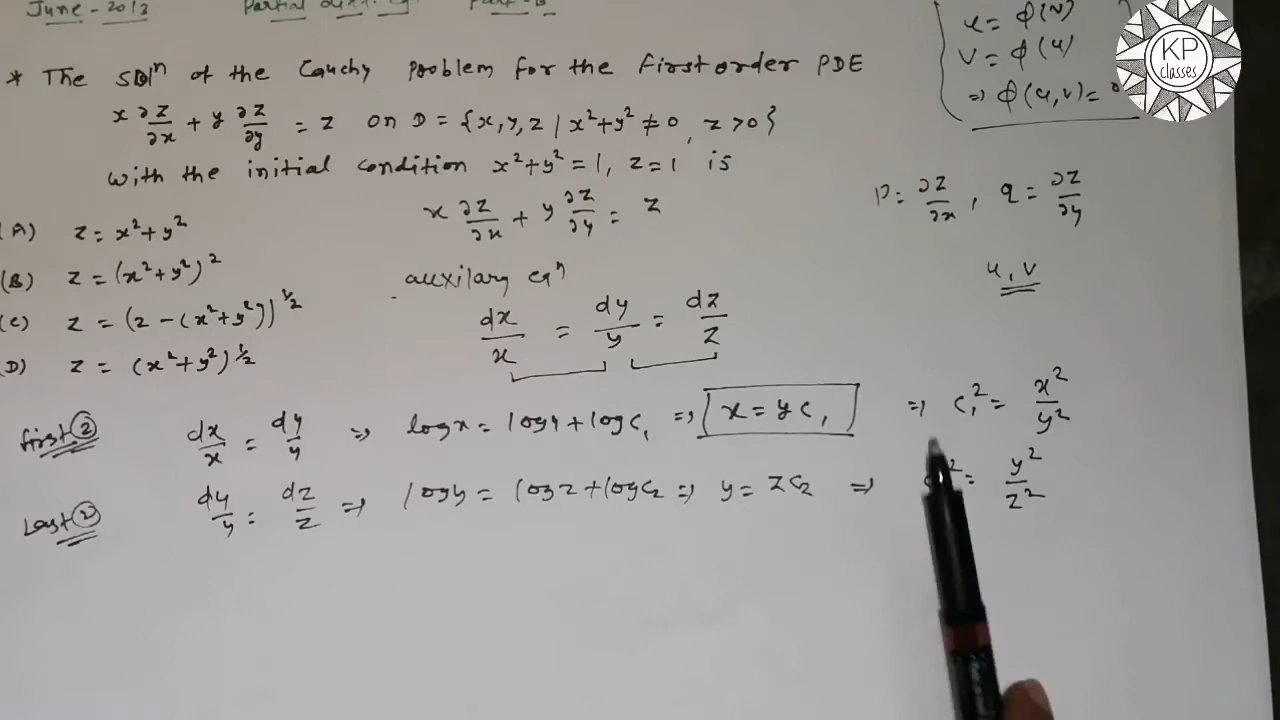 June - 2013
Partial
Part - B
u = ϕ(v)
v = ϕ(u)
=> ϕ(u,v) = 0
KP
classes
* The solⁿ of the Cauchy Problem for the first order PDE
x ∂z/∂x + y ∂z/∂y = z on D = {x, y, z / x² + y² ≠ 0, z > 0}
with the initial condition x² + y² = 1, z = 1 is
x ∂z/∂x + y ∂z/∂y = z
P = ∂z/∂x , q = ∂z/∂y
(A) z = x² + y²
(B) z = (x² + y²)²
auxilary eqⁿ
u, v
(C) z = (2 - (x² + y²))^1/2
dx/x = dy/y = dz/z
(D) z = (x² + y²)^1/2
first ② dx/x = dy/y => log x = log y + log c₁ => x = y c₁ => c₁² = x²/y²
Last ② dy/y = dz/z => log y = log z + log c₂ => y = z c₂ => ² = y²/z²